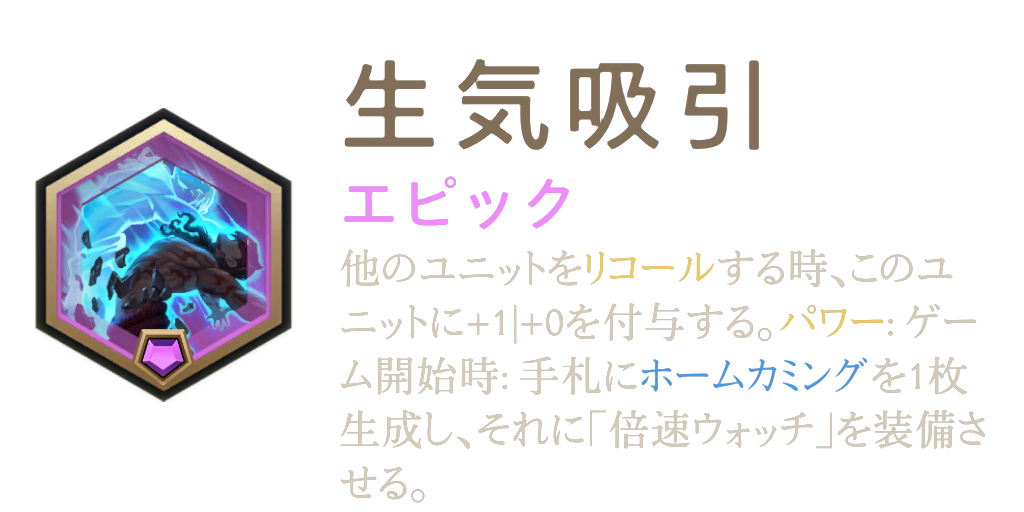 生気吸引
エピック
他のユニットをリコールする時、このユ
ニットに+1|+0を付与する。パワー: ゲー
ム開始時: 手札にホームカミングを1枚
生成し、それに「倍速ウォッチ」を装備さ
せる。